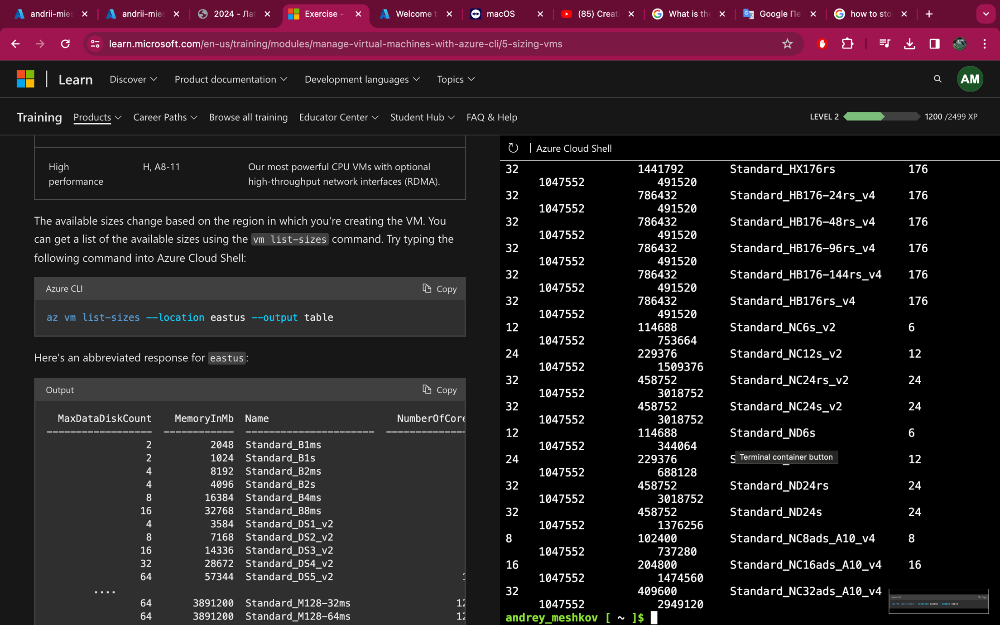 andrii-mies
andrii-mies
2024 - Ла
Exercise -
Welcome t
macOS
(85) Creati
What is the
Google Пе
how to sto
learn.microsoft.com/en-us/training/modules/manage-virtual-machines-with-azure-cli/5-sizing-vms
Learn
Discover
Product documentation
Development languages
Topics
AM
Training
Products
Career Paths
Browse all training
Educator Center
Student Hub
FAQ & Help
LEVEL 2
1200 /2499 XP
High performance H, A8-11 Our most powerful CPU VMs with optional
high-throughput network interfaces (RDMA).
The available sizes change based on the region in which you're creating the VM. You
can get a list of the available sizes using the vm list-sizes command. Try typing the
following command into Azure Cloud Shell:
Azure CLI Copy
az vm list-sizes --location eastus --output table
Here's an abbreviated response for eastus:
Output Copy
MaxDataDiskCount MemoryInMb Name NumberOfCore
------------------ ------------ ---------------------- --------------
2 2048 Standard_B1ms
2 1024 Standard_B1s
4 8192 Standard_B2ms
4 4096 Standard_B2s
8 16384 Standard_B4ms
16 32768 Standard_B8ms
4 3584 Standard_DS1_v2
8 7168 Standard_DS2_v2
16 14336 Standard_DS3_v2
32 28672 Standard_DS4_v2
64 57344 Standard_DS5_v2 1
....
64 3891200 Standard_M128-32ms 12
64 3891200 Standard_M128-64ms 12
Azure Cloud Shell
32 1441792 Standard_HX176rs 176
1047552 491520
32 786432 Standard_HB176-24rs_v4 176
1047552 491520
32 786432 Standard_HB176-48rs_v4 176
1047552 491520
32 786432 Standard_HB176-96rs_v4 176
1047552 491520
32 786432 Standard_HB176-144rs_v4 176
1047552 491520
32 786432 Standard_HB176rs_v4 176
1047552 491520
12 114688 Standard_NC6s_v2 6
1047552 753664
24 229376 Standard_NC12s_v2 12
1047552 1509376
32 458752 Standard_NC24rs_v2 24
1047552 3018752
32 458752 Standard_NC24s_v2 24
1047552 3018752
12 114688 Standard_ND6s 6
1047552 344064
24 229376 S Terminal container button 12
1047552 688128
32 458752 Standard_ND24rs 24
1047552 3018752
32 458752 Standard_ND24s 24
1047552 1376256
8 102400 Standard_NC8ads_A10_v4 8
1047552 737280
16 204800 Standard_NC16ads_A10_v4 16
1047552 1474560
32 409600 Standard_NC32ads_A10_v4
1047552 2949120
andrey_meshkov [ ~ ]$
Azure CLI Copy
az vm list-sizes --location eastus --output table